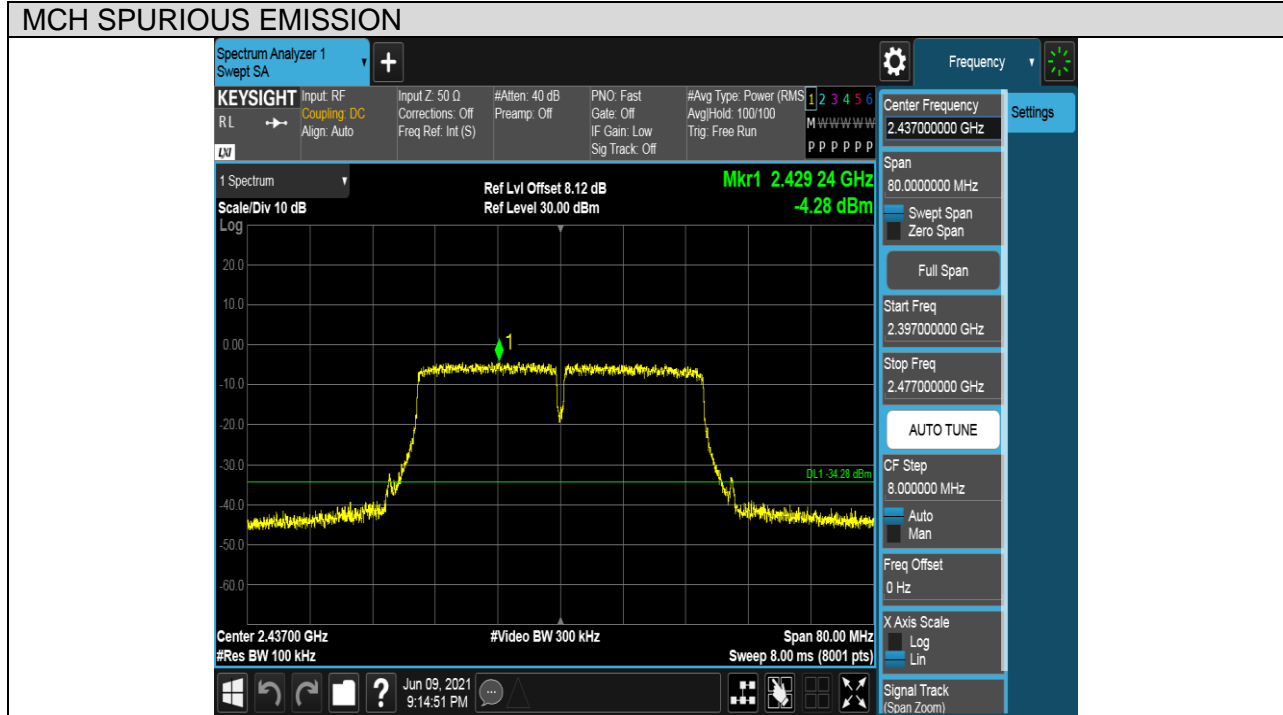 MCH SPURIOUS EMISSION
Spectrum Analyzer 1
Swept SA
+
Frequency
KEYSIGHT
RL
LXI
Input: RF
Coupling: DC
Align: Auto
Input Z: 50 Ω
Corrections: Off
Freq Ref: Int (S)
#Atten: 40 dB
Preamp: Off
PNO: Fast
Gate: Off
IF Gain: Low
Sig Track: Off
#Avg Type: Power (RMS
Avg|Hold: 100/100
Trig: Free Run
1 2 3 4 5 6
M W W W W W
P P P P P P
1 Spectrum
Scale/Div 10 dB
Ref Lvl Offset 8.12 dB
Ref Level 30.00 dBm
Mkr1 2.429 24 GHz
-4.28 dBm
Log
20.0
10.0
0.00
-10.0
-20.0
-30.0
-40.0
-50.0
-60.0
1
DL1 -34.28 dBm
Center 2.43700 GHz
#Res BW 100 kHz
#Video BW 300 kHz
Span 80.00 MHz
Sweep 8.00 ms (8001 pts)
Center Frequency
2.437000000 GHz
Span
80.0000000 MHz
Swept Span
Zero Span
Full Span
Start Freq
2.397000000 GHz
Stop Freq
2.477000000 GHz
AUTO TUNE
CF Step
8.000000 MHz
Auto
Man
Freq Offset
0 Hz
X Axis Scale
Log
Lin
Signal Track
(Span Zoom)
Settings
?
Jun 09, 2021
9:14:51 PM